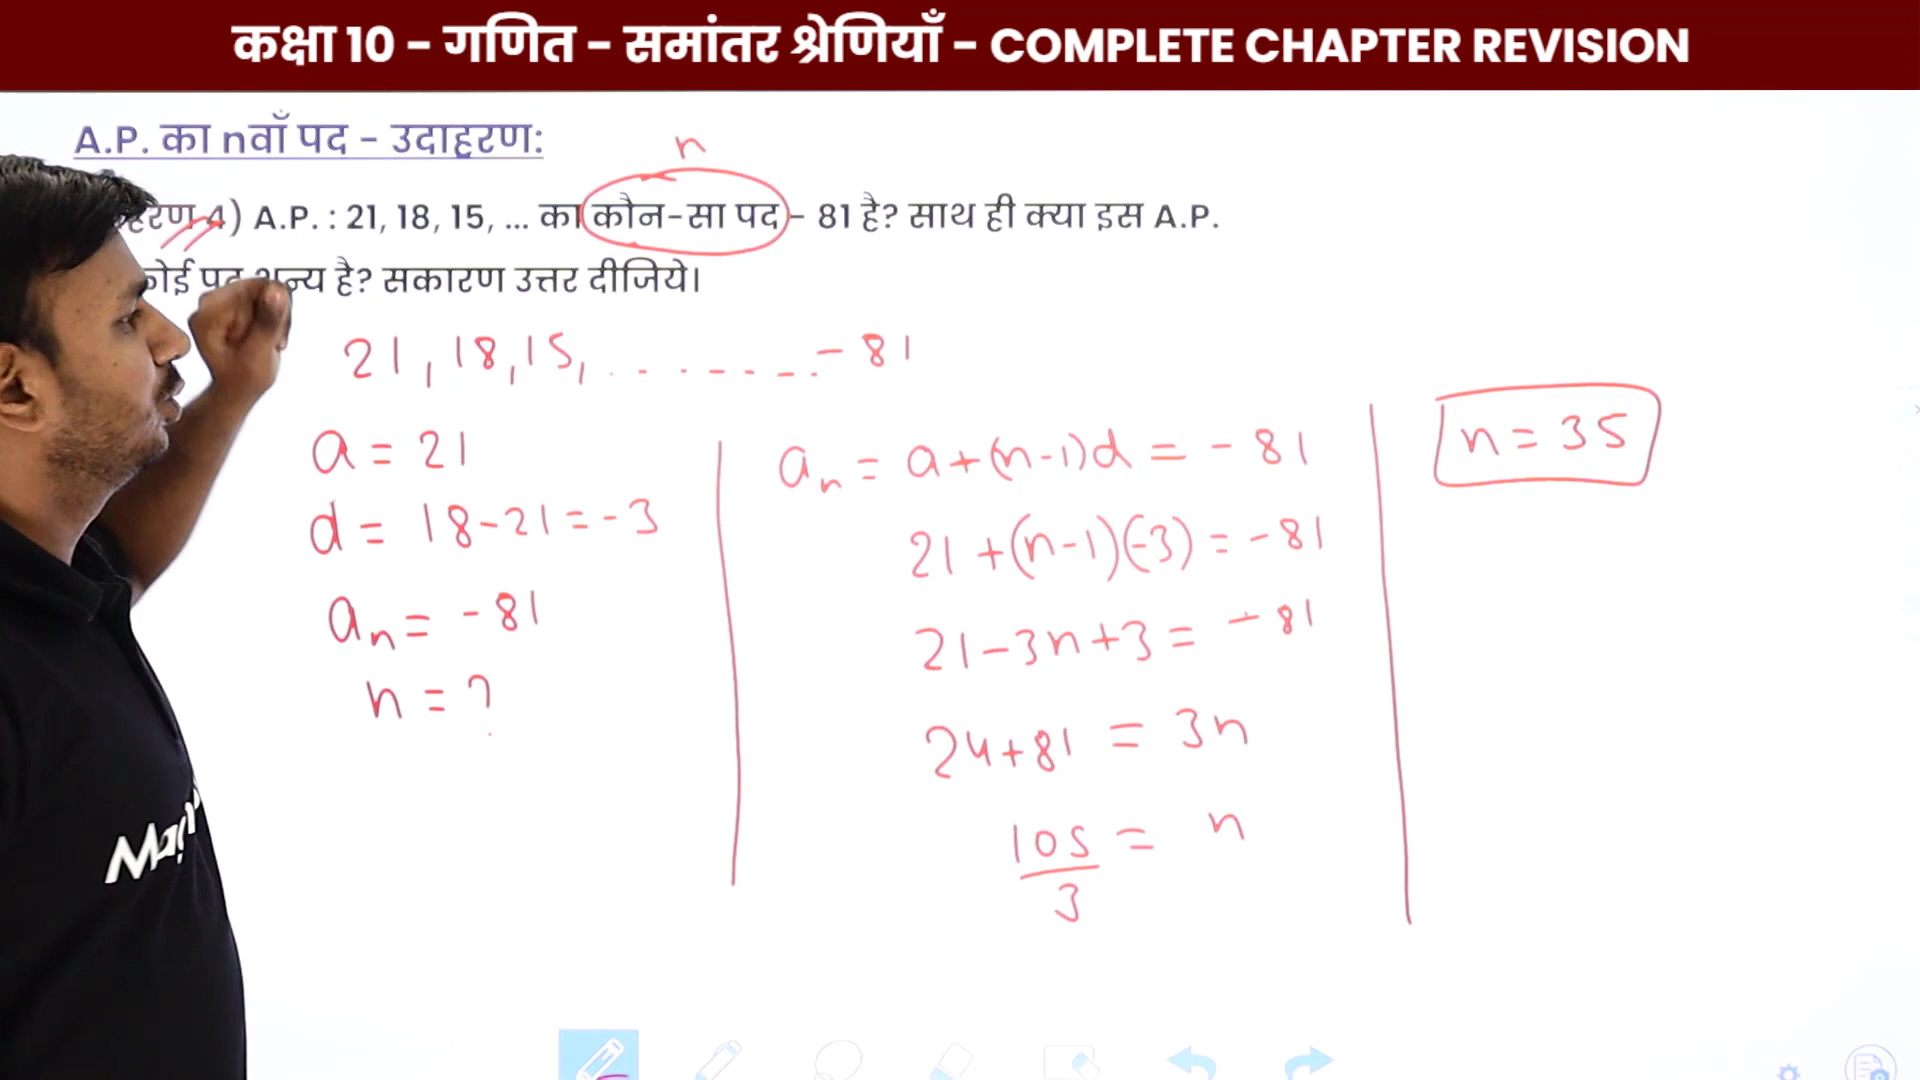 कक्षा 10 – गणित – समांतर श्रेणियाँ – COMPLETE CHAPTER REVISION
A.P. का nवाँ पद – उदाहरण:
n
4) A.P. : 21, 18, 15, ... का कौन-सा पद - 81 है? साथ ही क्या इस A.P.
है? सकारण उत्तर दीजिये।
21, 18, 15, . . . . . . . . - 81
a = 21
d = 18-21 = -3
aₙ = -81
n = ?
aₙ = a+(n-1)d = -81
21 +(n-1)(-3) = -81
21-3n+3 = -81
24+81 = 3n
105/3 = n
n = 35